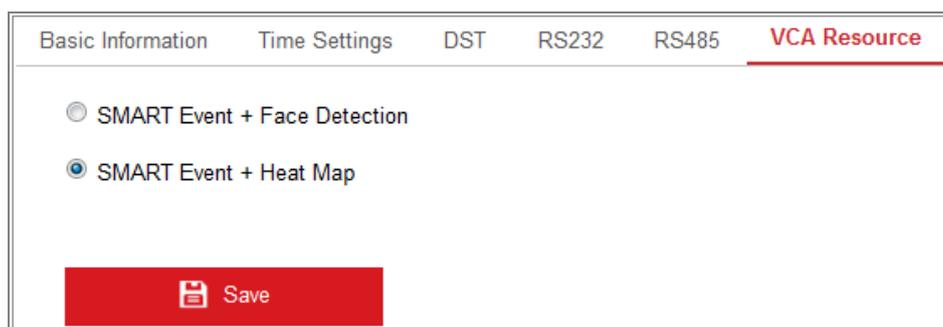 Basic Information Time Settings DST RS232 RS485 VCA Resource
SMART Event + Face Detection
SMART Event + Heat Map
Save